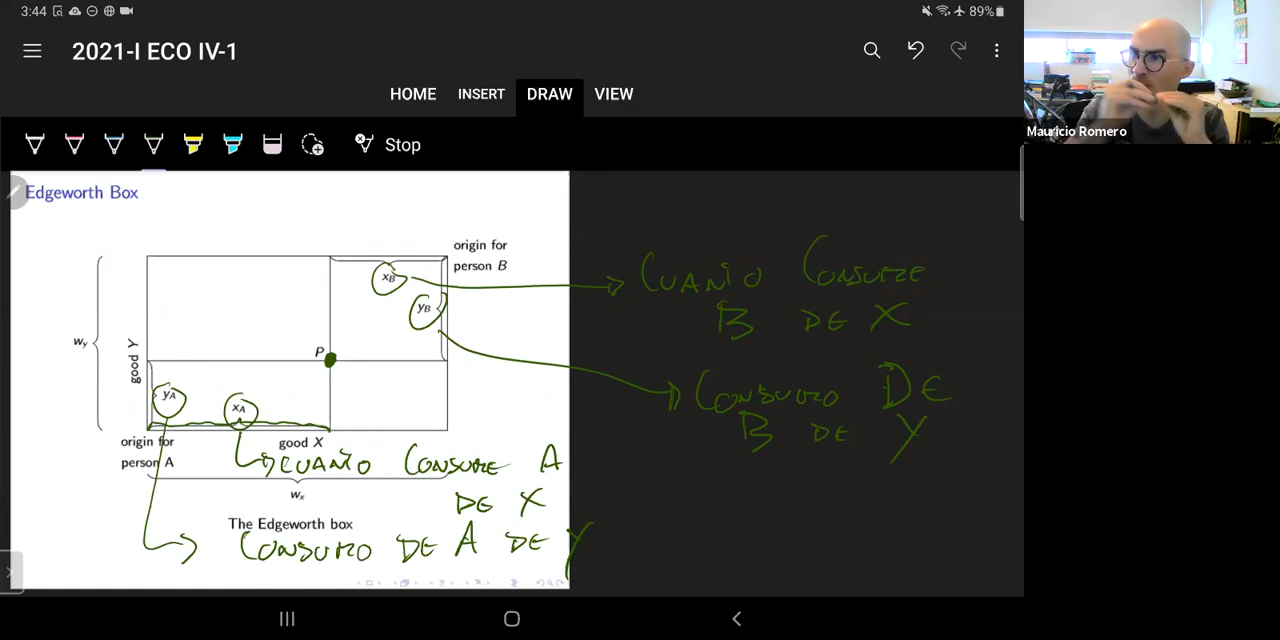 3:44
89%
2021-I ECO IV-1
HOME INSERT DRAW VIEW
Stop
Mauricio Romero
Edgeworth Box
origin for
person B
xB
yB
CUANTO CONSUME
B DE X
wy
good Y
P
CONSUMO DE
B DE Y
yA
xA
origin for
person A
good X
CUANTO CONSUME A
DE X
wx
The Edgeworth box
CONSUMO DE A DE Y